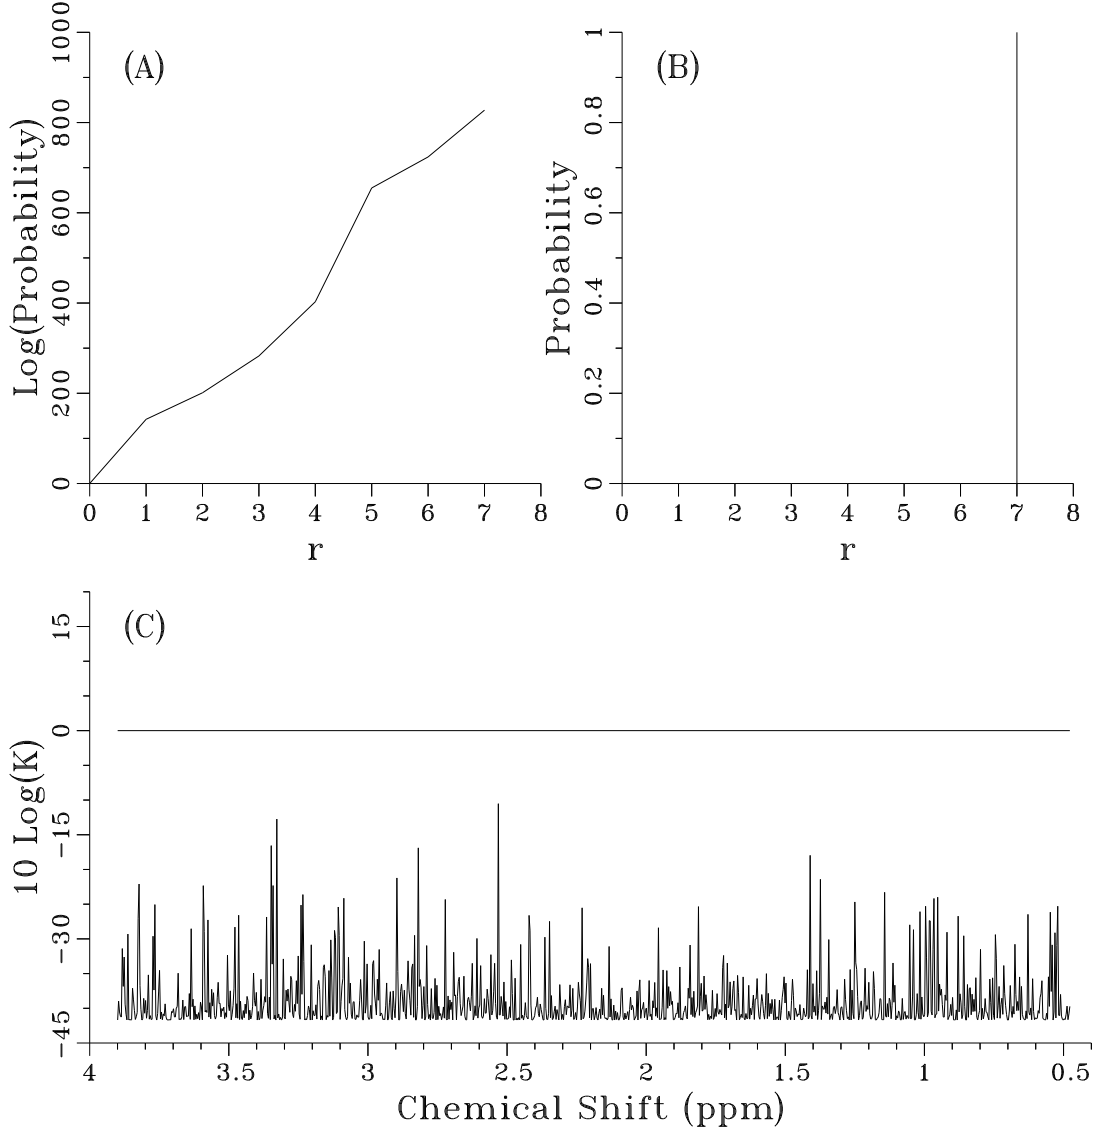 (A)
1000
800
600
400
200
0
Log(Probability)
0 1 2 3 4 5 6 7 8
r
(B)
1
0.8
0.6
0.4
0.2
0
Probability
0 1 2 3 4 5 6 7 8
r
(C)
15
0
−15
−30
−45
10 Log(K)
4 3.5 3 2.5 2 1.5 1 0.5
Chemical Shift (ppm)